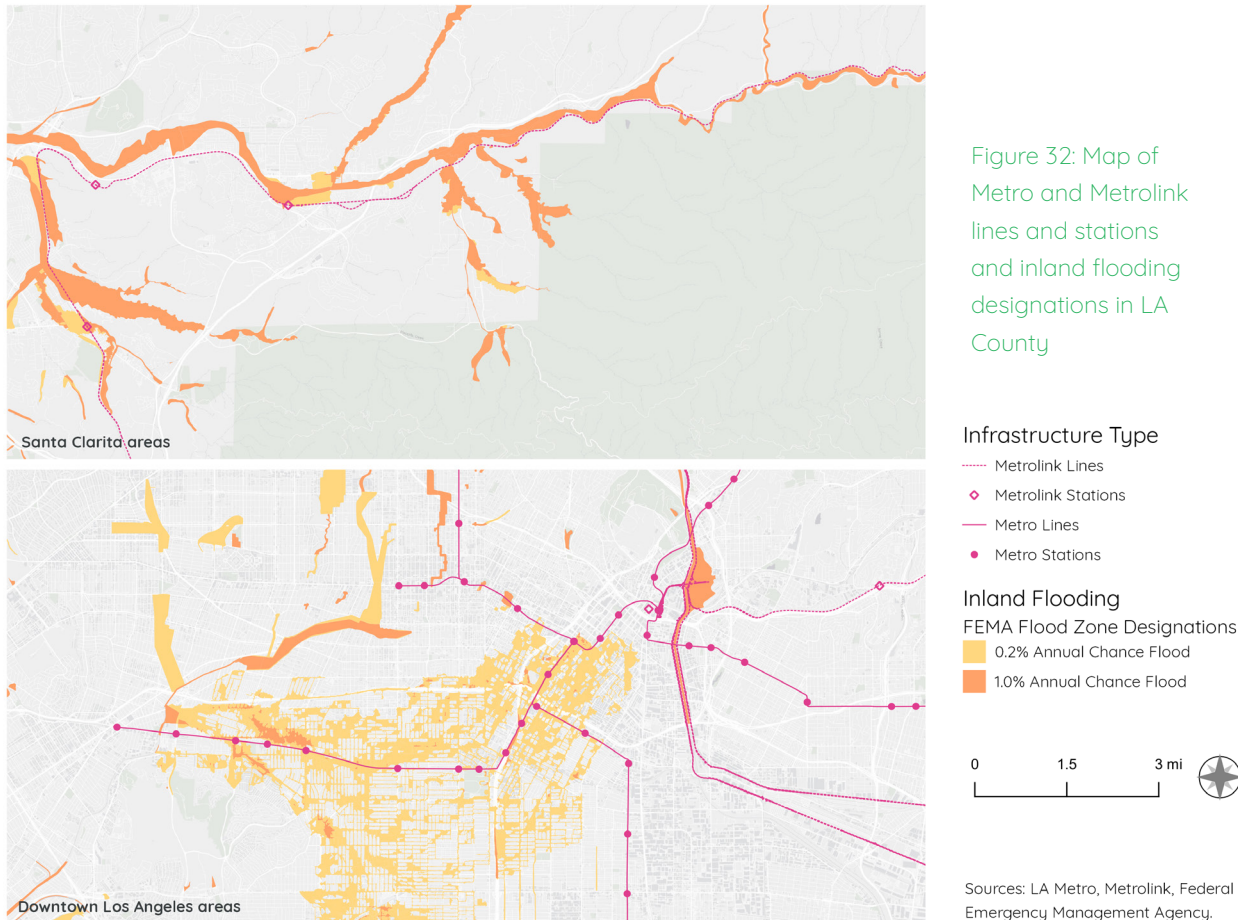 Santa Clarita areas
Downtown Los Angeles areas
Figure 32: Map of
Metro and Metrolink
lines and stations
and inland flooding
designations in LA
County
Infrastructure Type
Metrolink Lines
Metrolink Stations
Metro Lines
Metro Stations
Inland Flooding
FEMA Flood Zone Designations
0.2% Annual Chance Flood
1.0% Annual Chance Flood
0 1.5 3 mi
Sources: LA Metro, Metrolink, Federal
Emergency Management Agency.